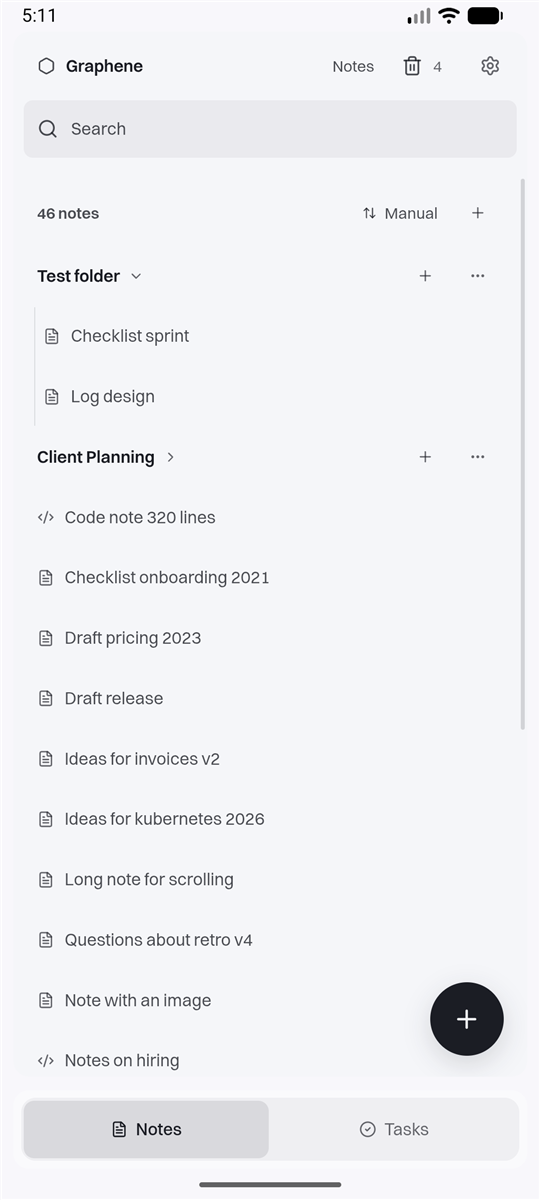 5:11
Graphene Notes 4
Search
46 notes Manual
Test folder
Checklist sprint
Log design
Client Planning
Code note 320 lines
Checklist onboarding 2021
Draft pricing 2023
Draft release
Ideas for invoices v2
Ideas for kubernetes 2026
Long note for scrolling
Questions about retro v4
Note with an image
Notes on hiring
Notes Tasks